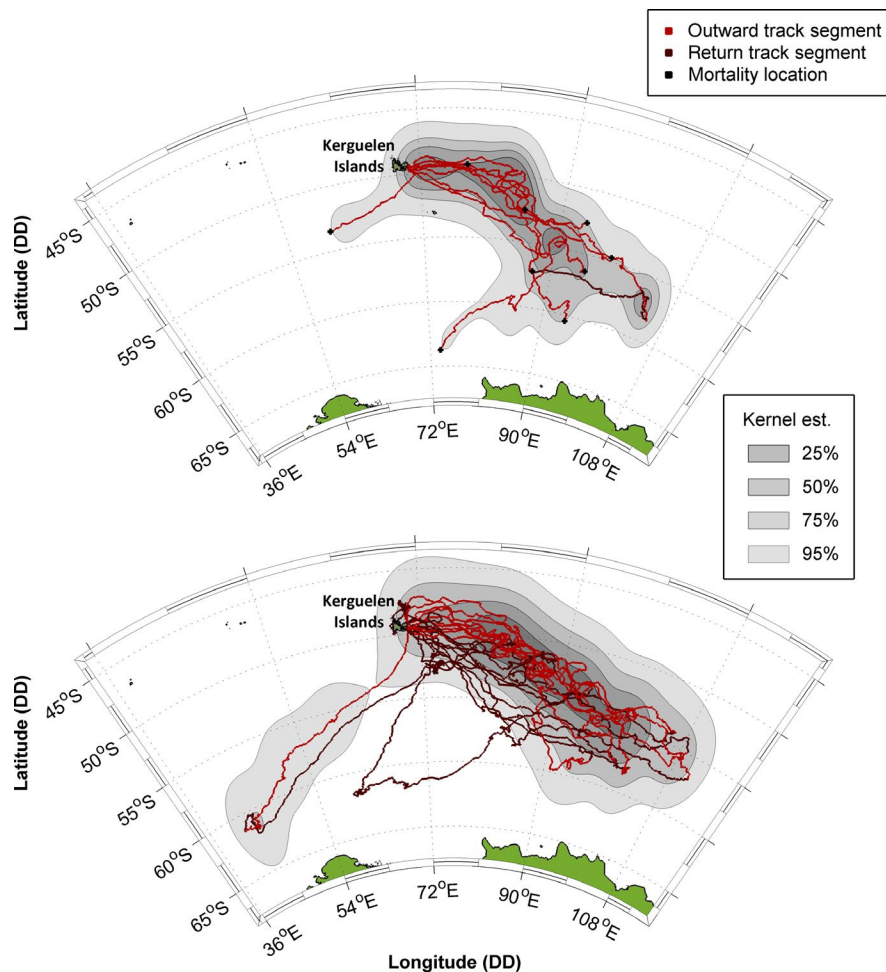 Outward track segment
Return track segment
Mortality location
Kerguelen
Islands
Latitude (DD)
45°S
50°S
55°S
60°S
65°S
36°E
54°E
72°E
90°E
108°E
Kernel est.
25%
50%
75%
95%
Kerguelen
Islands
Latitude (DD)
45°S
50°S
55°S
60°S
65°S
36°E
54°E
72°E
90°E
108°E
Longitude (DD)